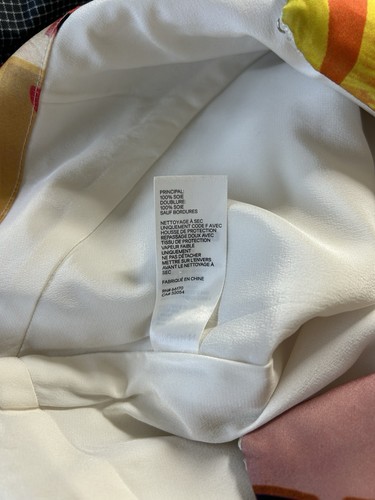 PRINCIPAL:
100% SOIE
DOUBLURE:
100% SOIE
SAUF BORDURES
NETTOYAGE À SEC
UNIQUEMENT CODE F AVEC
HOUSSE DE PROTECTION
REPASSAGE DOUX AVEC
TISSU DE PROTECTION
VAPEUR FAIBLE
UNIQUEMENT
NE PAS DÉTACHER
METTRE SUR L'ENVERS
AVANT LE NETTOYAGE À
SEC
FABRIQUÉ EN CHINE